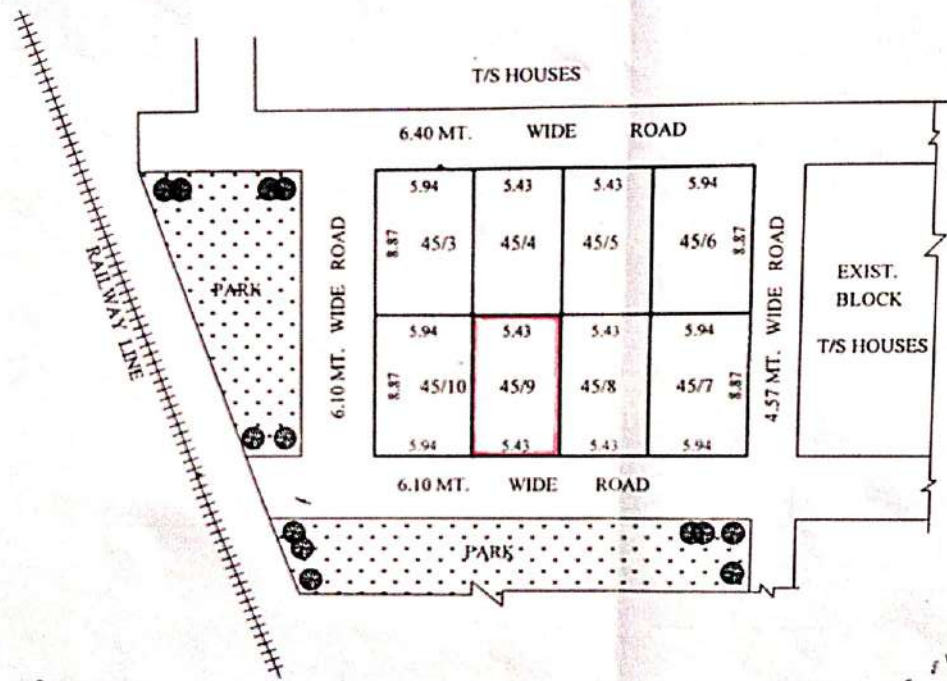 T/S HOUSES
6.40 MT. WIDE ROAD
5.94 5.43 5.43 5.94
8.87 45/3 45/4 45/5 45/6 8.87
RAILWAY LINE
PARK
6.10 MT. WIDE ROAD
4.57 MT. WIDE ROAD
EXIST.
BLOCK
T/S HOUSES
5.94 5.43 5.43 5.94
8.87 45/10 45/9 45/8 45/7 8.87
5.94 5.43 5.43 5.94
6.10 MT. WIDE ROAD
PARK